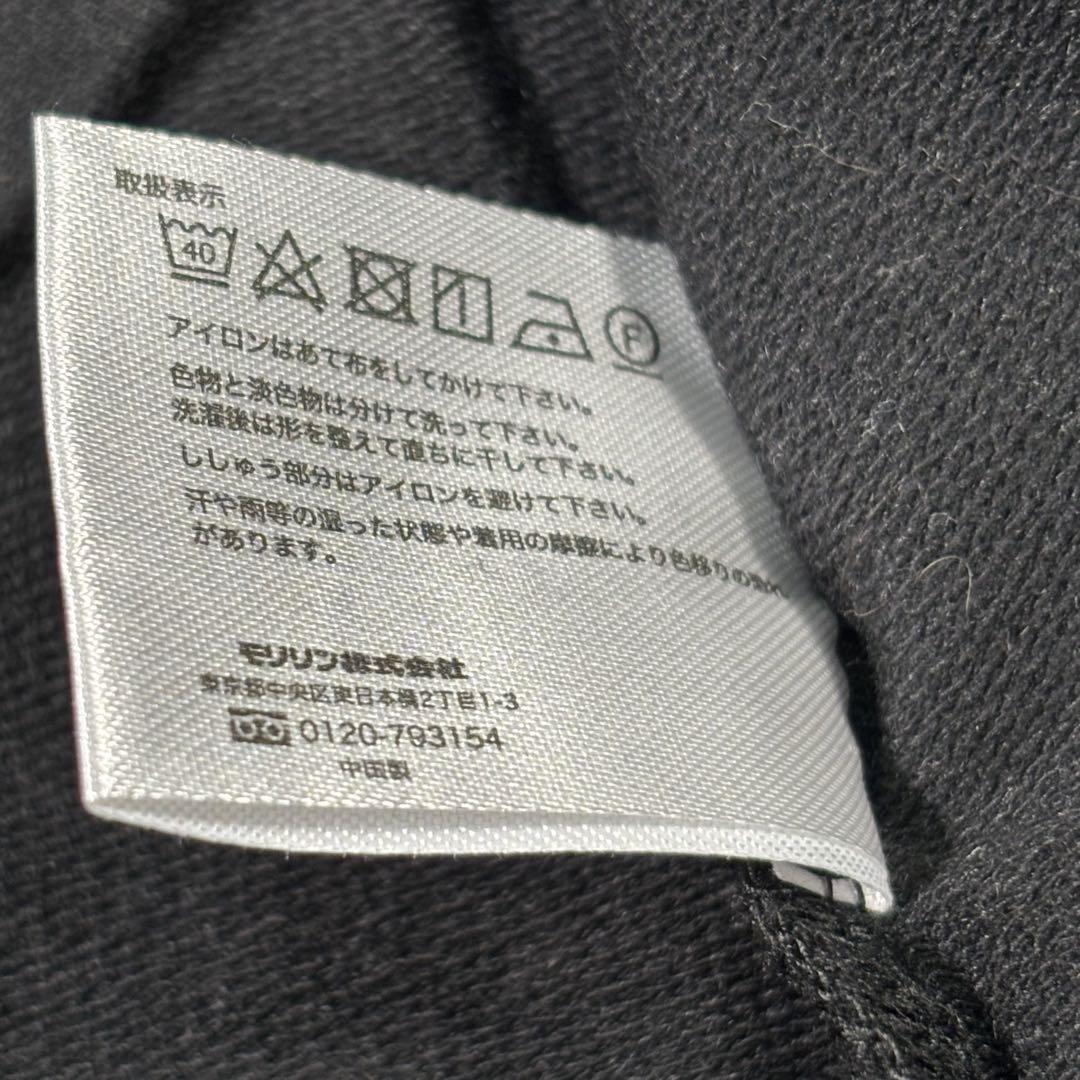 取扱表示
40
F
アイロンはあて布をしてかけて下さい。
色物と淡色物は分けて洗って下さい。
洗濯後は形を整えて直ちに干して下さい。
ししゅう部分はアイロンを避けて下さい。
汗や雨等の湿った状態や着用の摩擦により色移りの
があります。
モリリン株式会社
東京都中央区東日本橋2丁目1-3
0120-793154
中国製